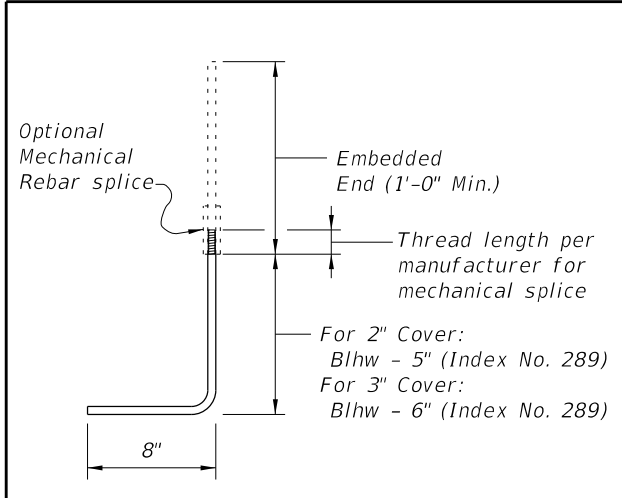 Optional
Mechanical
Rebar splice
Embedded
End (1'-0" Min.)
Thread length per
manufacturer for
mechanical splice
For 2" Cover:
Blhw - 5" (Index No. 289)
For 3" Cover:
Blhw - 6" (Index No. 289)
8"